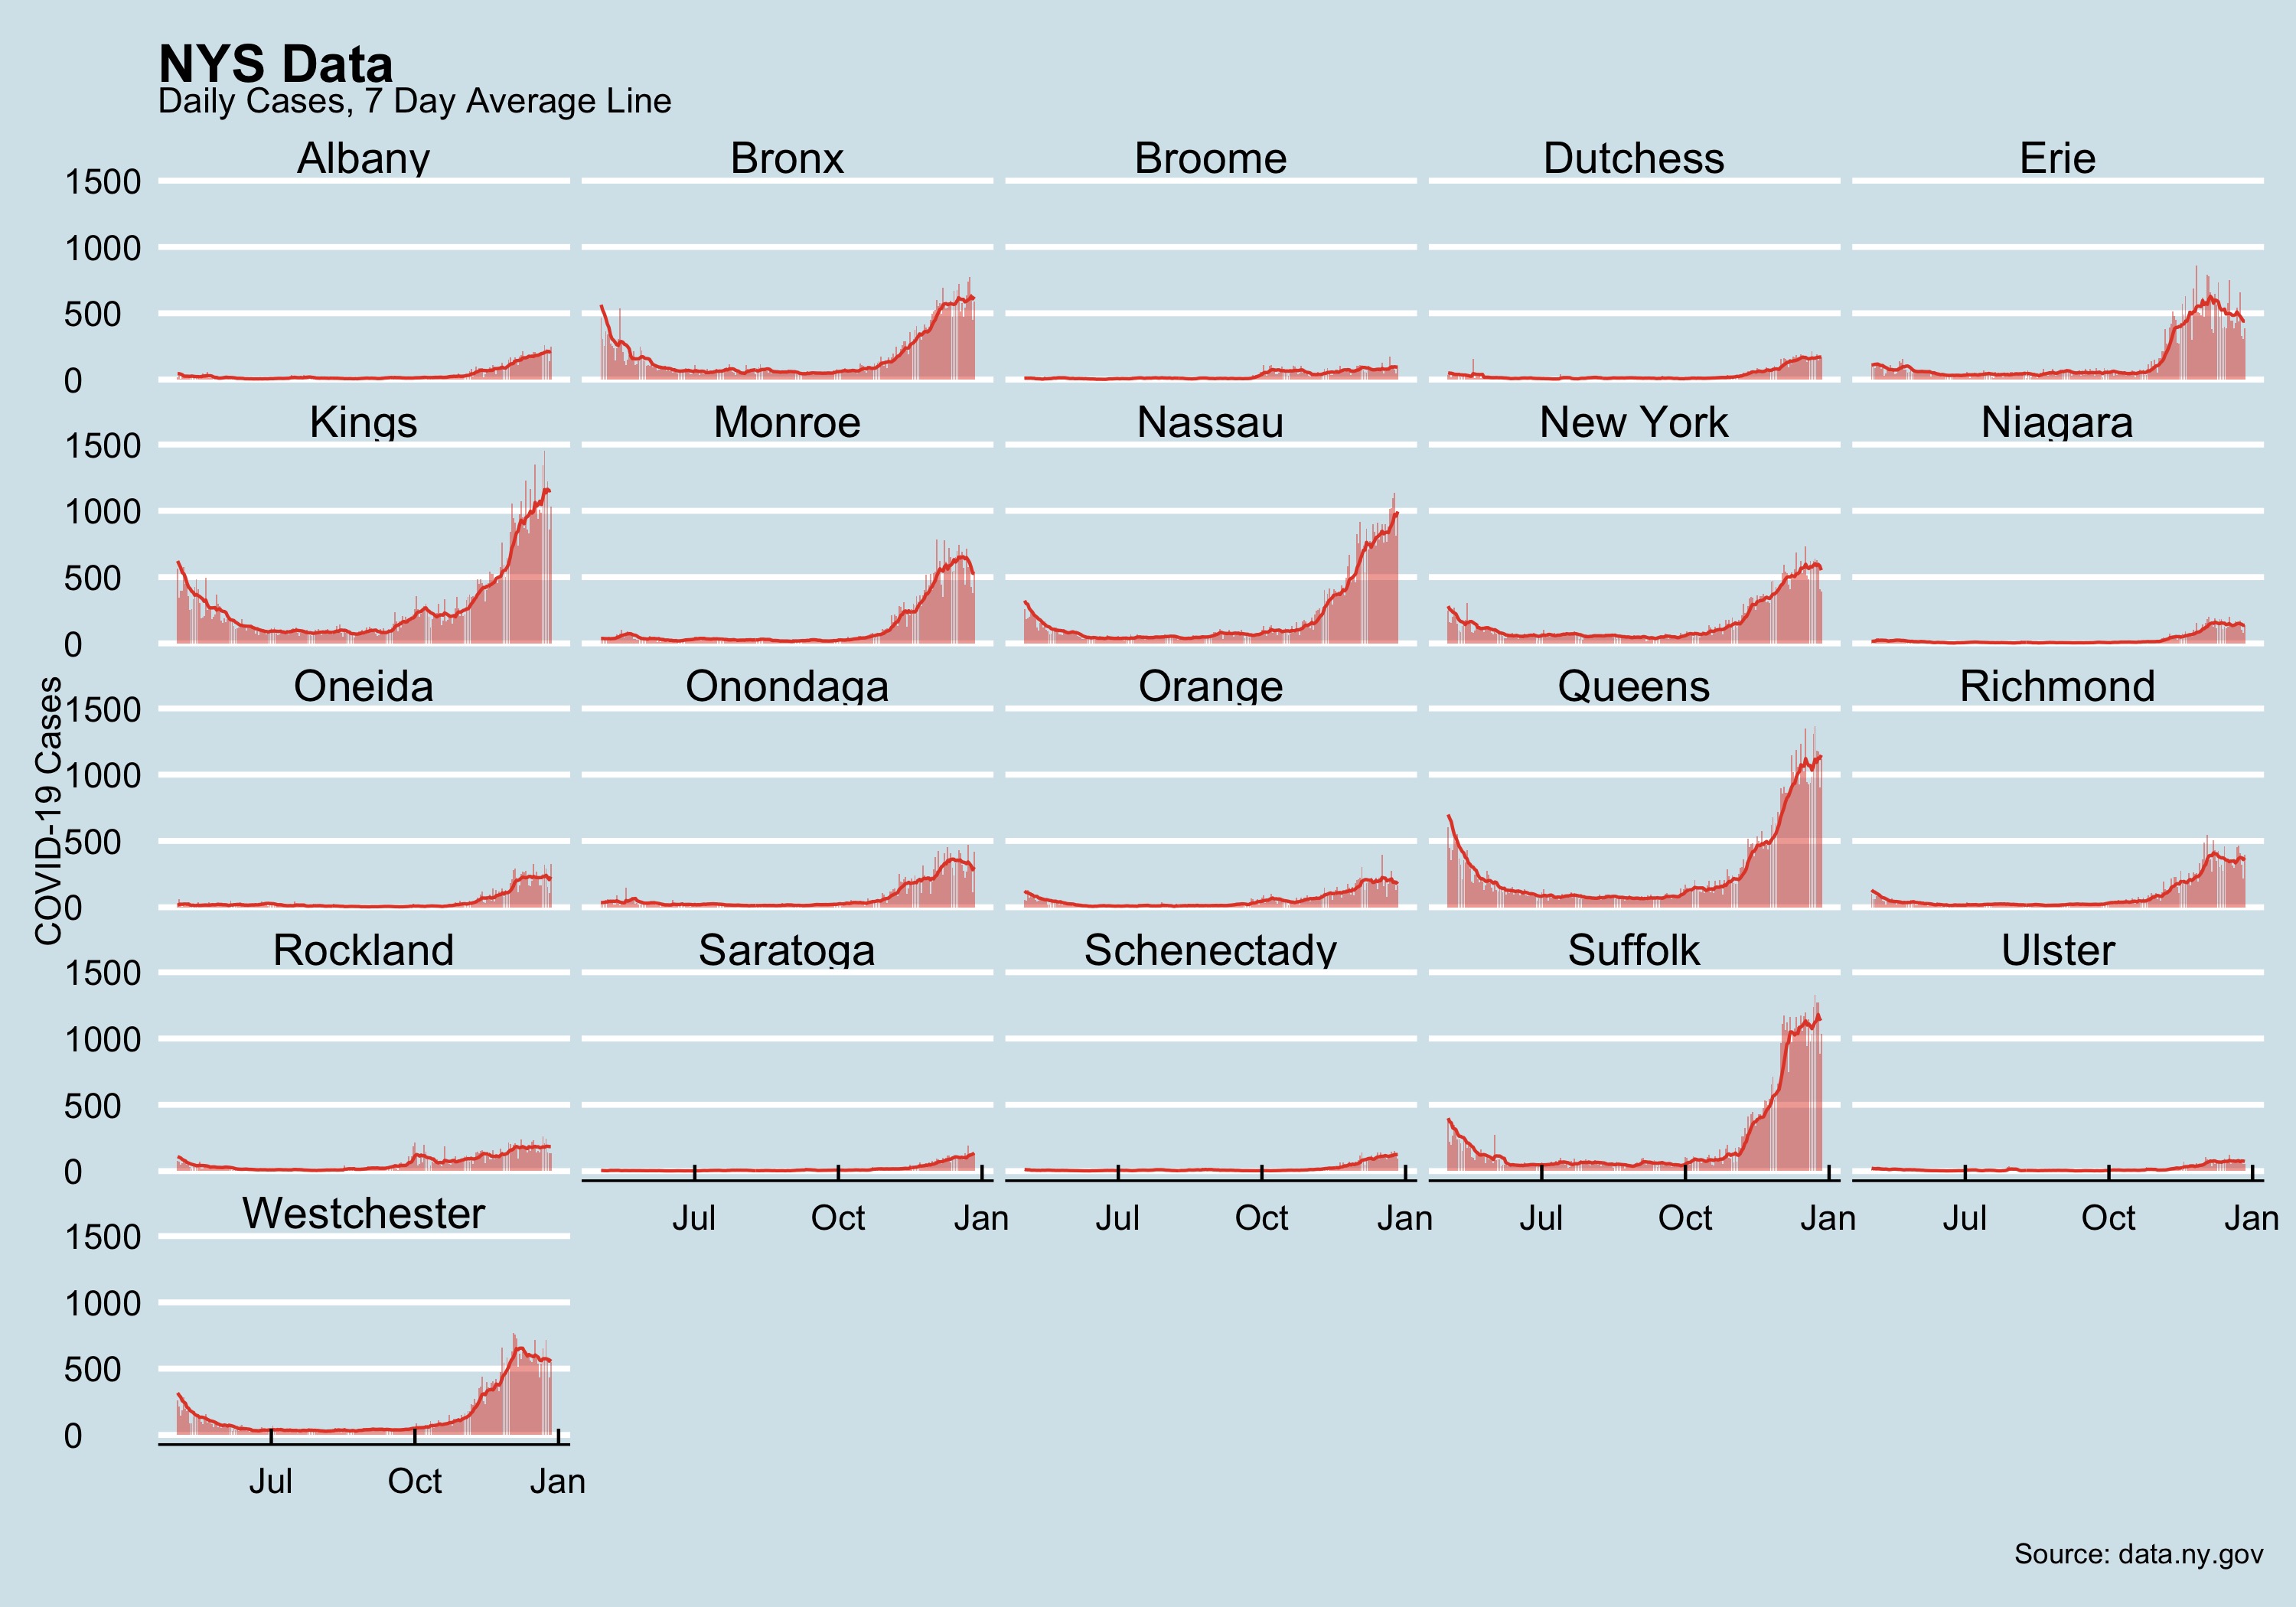 NYS Data
Daily Cases, 7 Day Average Line
Albany Bronx Broome Dutchess Erie
1500
1000
500
0
Kings Monroe Nassau New York Niagara
1500
1000
500
0
COVID-19 Cases
Oneida Onondaga Orange Queens Richmond
1500
1000
500
0
Rockland Saratoga Schenectady Suffolk Ulster
1500
1000
500
0
Jul Oct Jan Jul Oct Jan Jul Oct Jan Jul Oct Jan
Westchester
1500
1000
500
0
Jul Oct Jan
Source: data.ny.gov